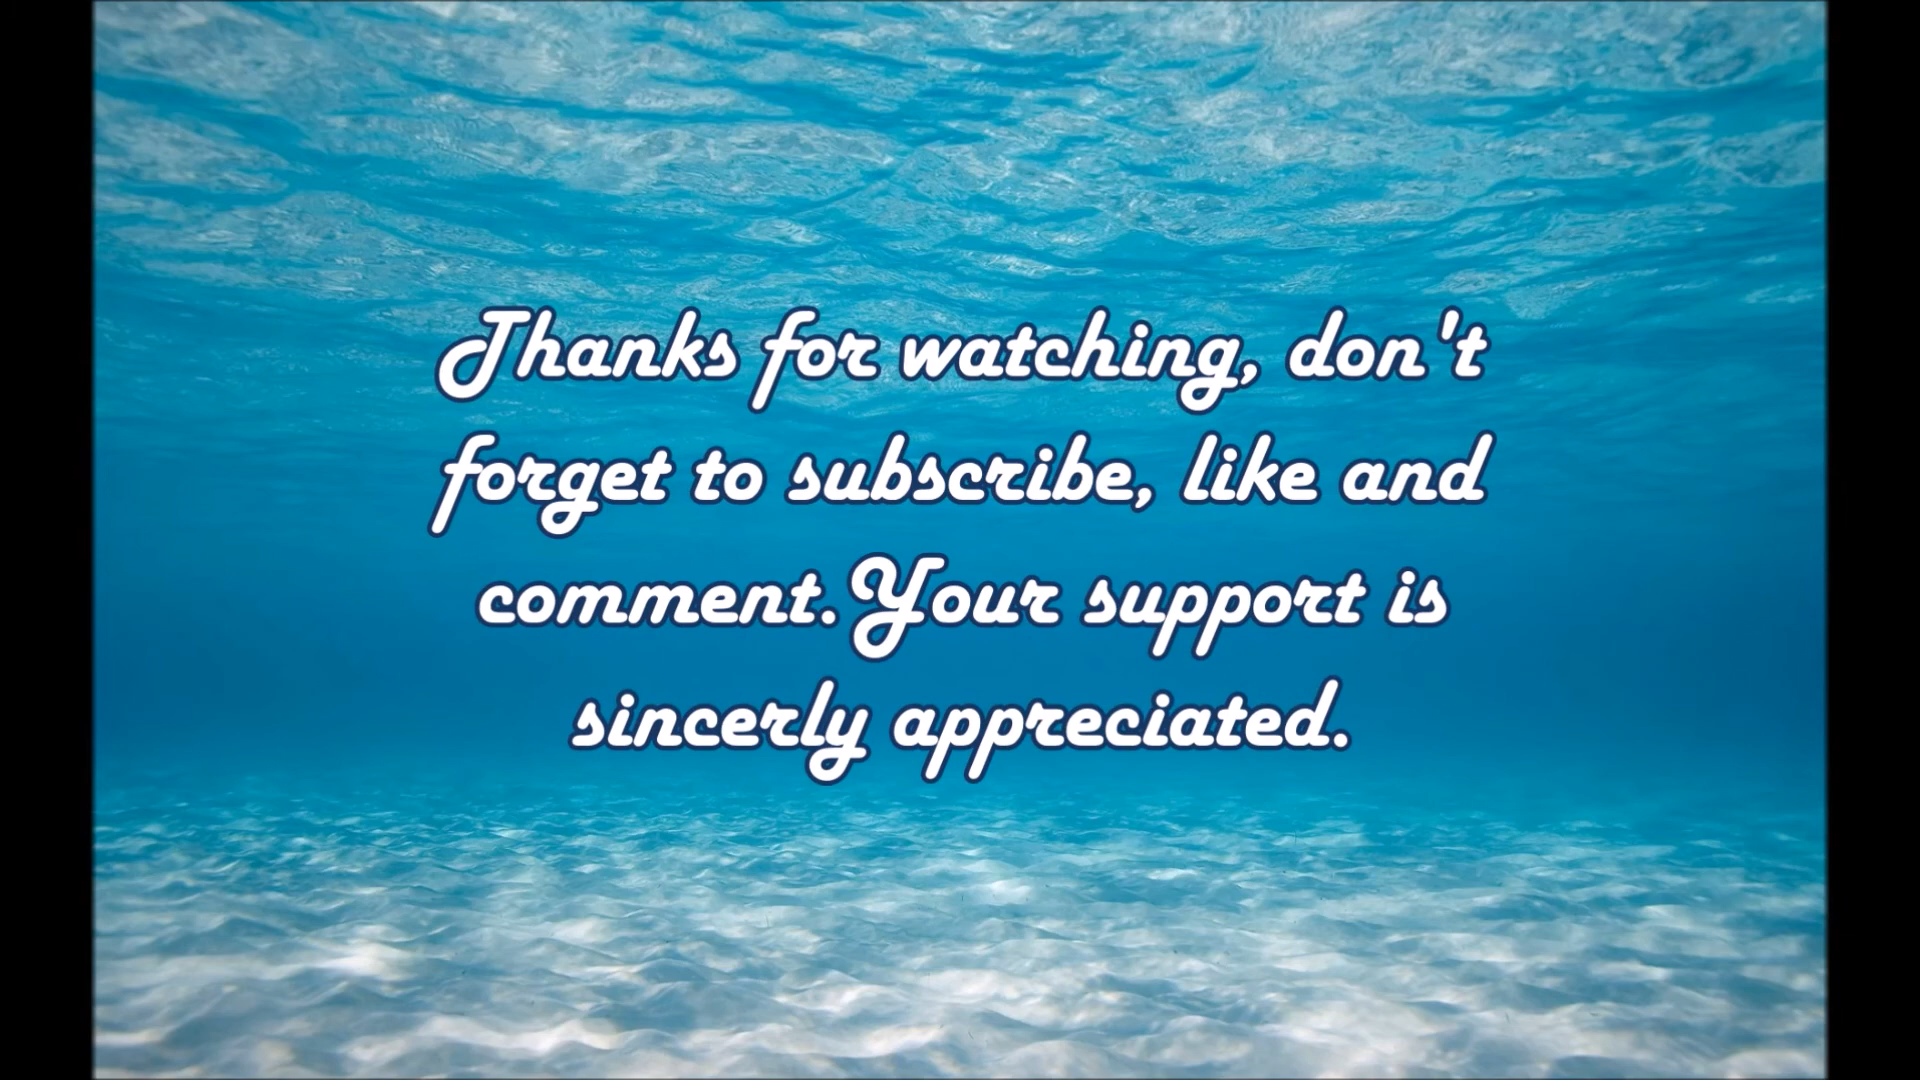 Thanks for watching, don't
forget to subscribe, like and
comment. Your support is
sincerly appreciated.